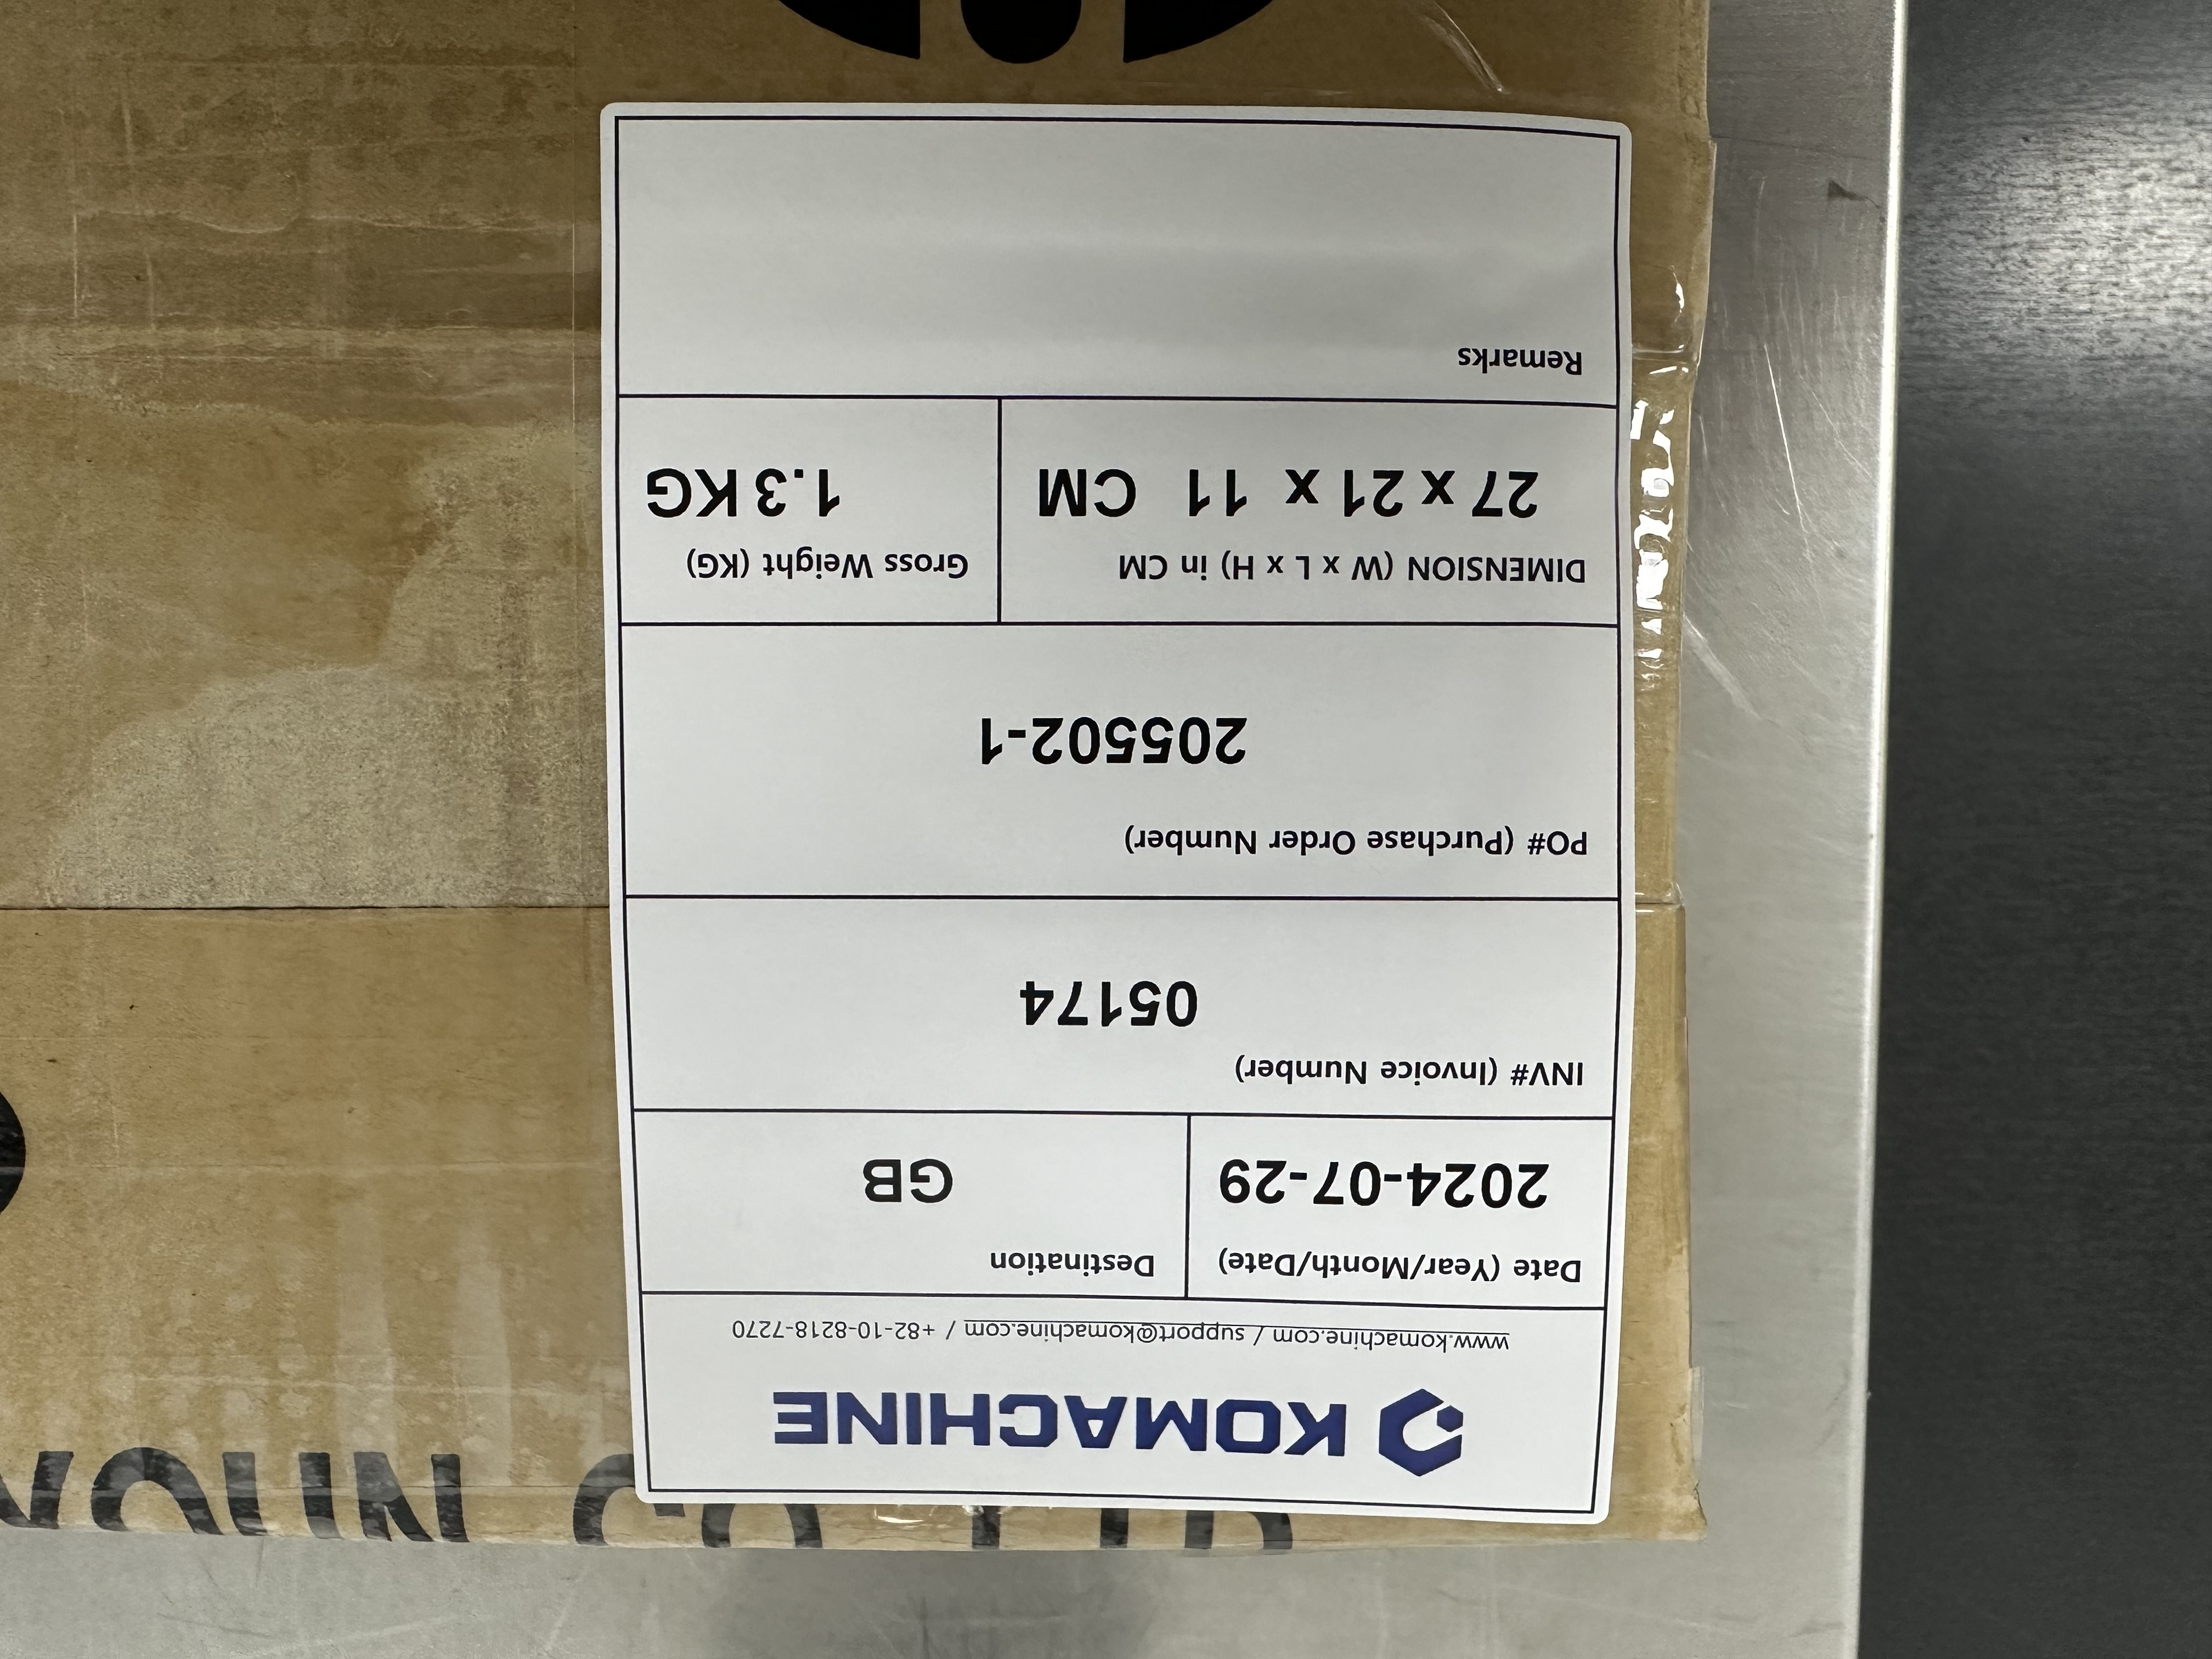 KOMACHINE
www.komachine.com / support@komachine.com / +82-10-8218-7270
Date (Year/Month/Date)
2024-07-29
Destination
GB
INV# (Invoice Number)
05174
PO# (Purchase Order Number)
205502-1
DIMENSION (W x L x H) in CM
27 x 21 x 11 CM
Gross Weight (KG)
1.3 KG
Remarks
CO. LTD